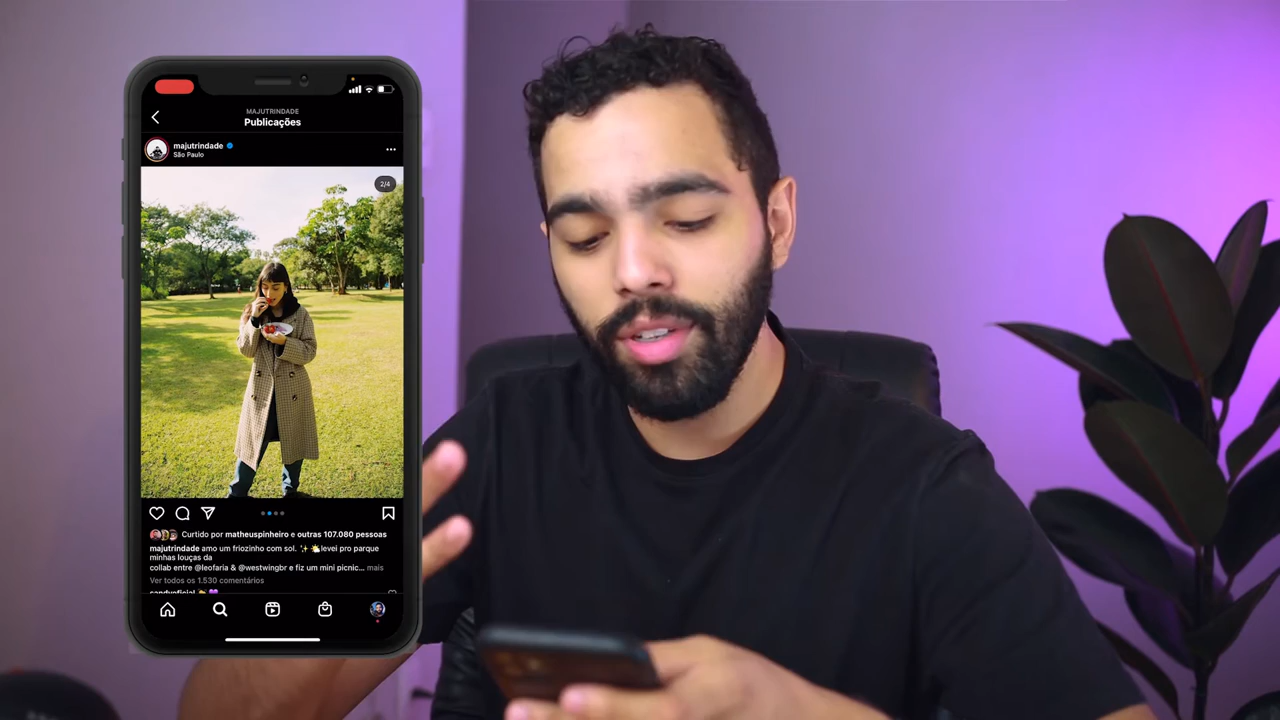 MAJUTRINDADE
Publicações
majutrindade
São Paulo
2/4
Curtido por matheuspinheiro e outras 107.080 pessoas
majutrindade amo um friozinho com sol. ✨ 🌤️levei pro parque
minhas louças da
collab entre @leofaria & @westwingbr e fiz um mini picnic... mais
Ver todos os 1.530 comentários